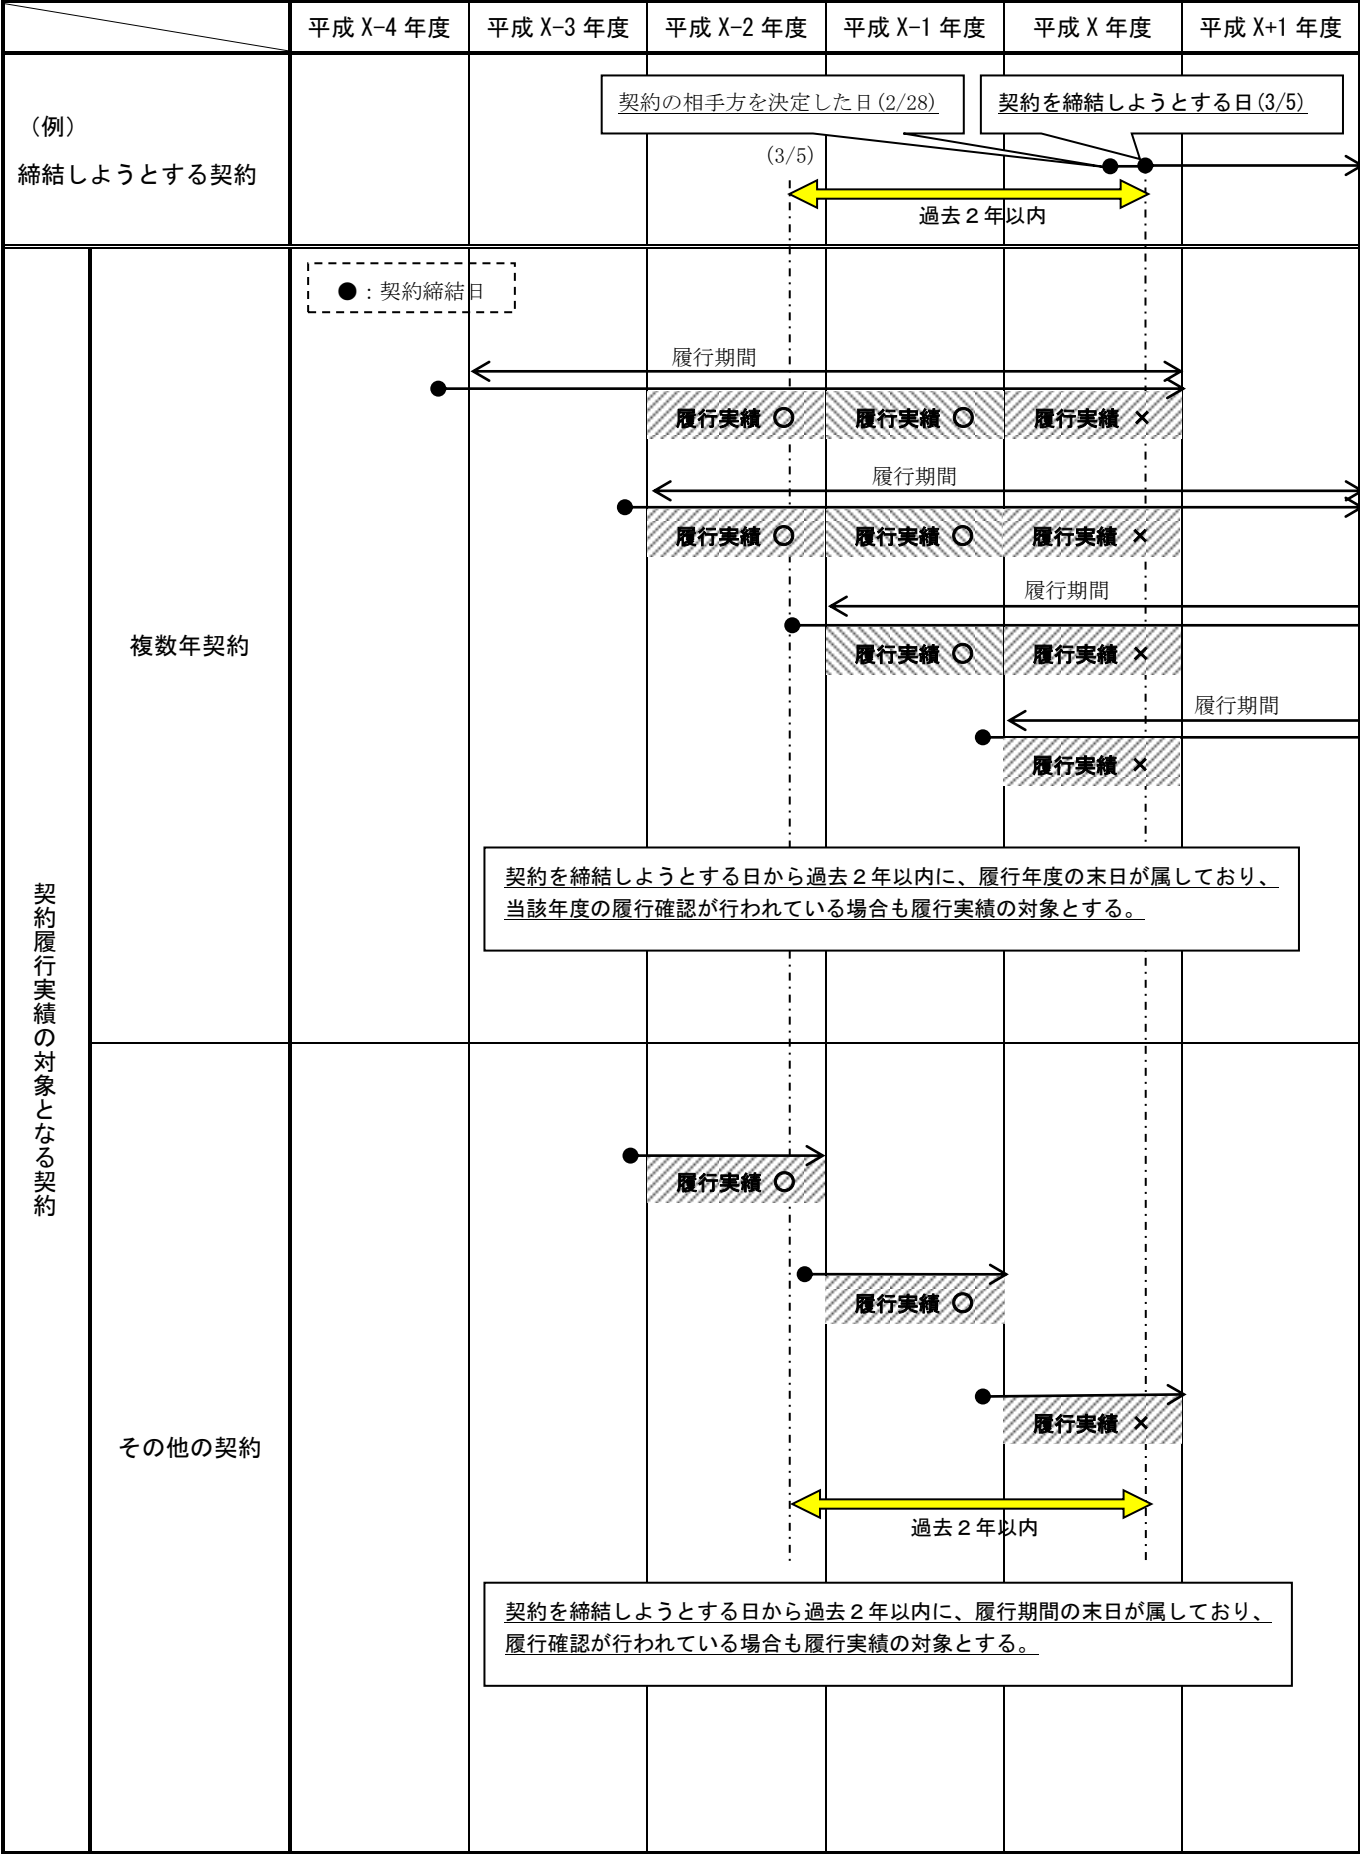 平成 X-4 年度
平成 X-3 年度
平成 X-2 年度
平成 X-1 年度
平成 X 年度
平成 X+1 年度
（例）
締結しようとする契約
契約の相手方を決定した日(2/28)
契約を締結しようとする日(3/5)
(3/5)
過去２年以内
契約履行実績の対象となる契約
複数年契約
●：契約締結日
履行期間
履行実績 〇
履行実績 〇
履行実績 ×
履行期間
履行実績 〇
履行実績 〇
履行実績 ×
履行期間
履行実績 〇
履行実績 ×
履行期間
履行実績 ×
契約を締結しようとする日から過去２年以内に、履行年度の末日が属しており、
当該年度の履行確認が行われている場合も履行実績の対象とする。
その他の契約
履行実績 〇
履行実績 〇
履行実績 ×
過去２年以内
契約を締結しようとする日から過去２年以内に、履行期間の末日が属しており、
履行確認が行われている場合も履行実績の対象とする。